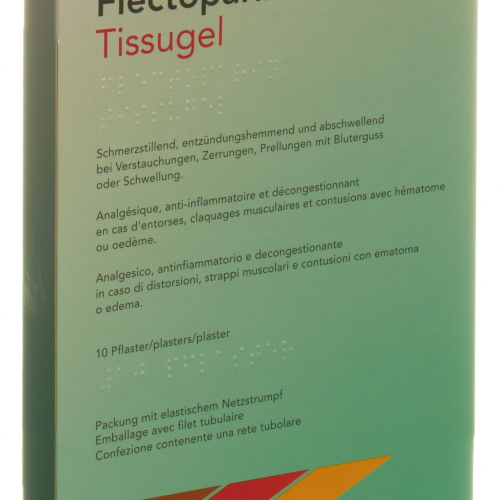 Tissugel
Schmerzstillend, entzündungshemmend und abschwellend
bei Verstauchungen, Zerrungen, Prellungen mit Bluterguss
oder Schwellung.
Analgésique, anti-inflammatoire et décongestionnant
en cas d'entorses, claquages musculaires et contusions avec hématome
ou oedème.
Analgesico, antinfiammatorio e decongestionante
in caso di distorsioni, strappi muscolari e contusioni con ematoma
o edema.
10 Pflaster/plasters/plaster
Packung mit elastischem Netzstrumpf
Emballage avec filet tubulaire
Confezione contenente una rete tubolare